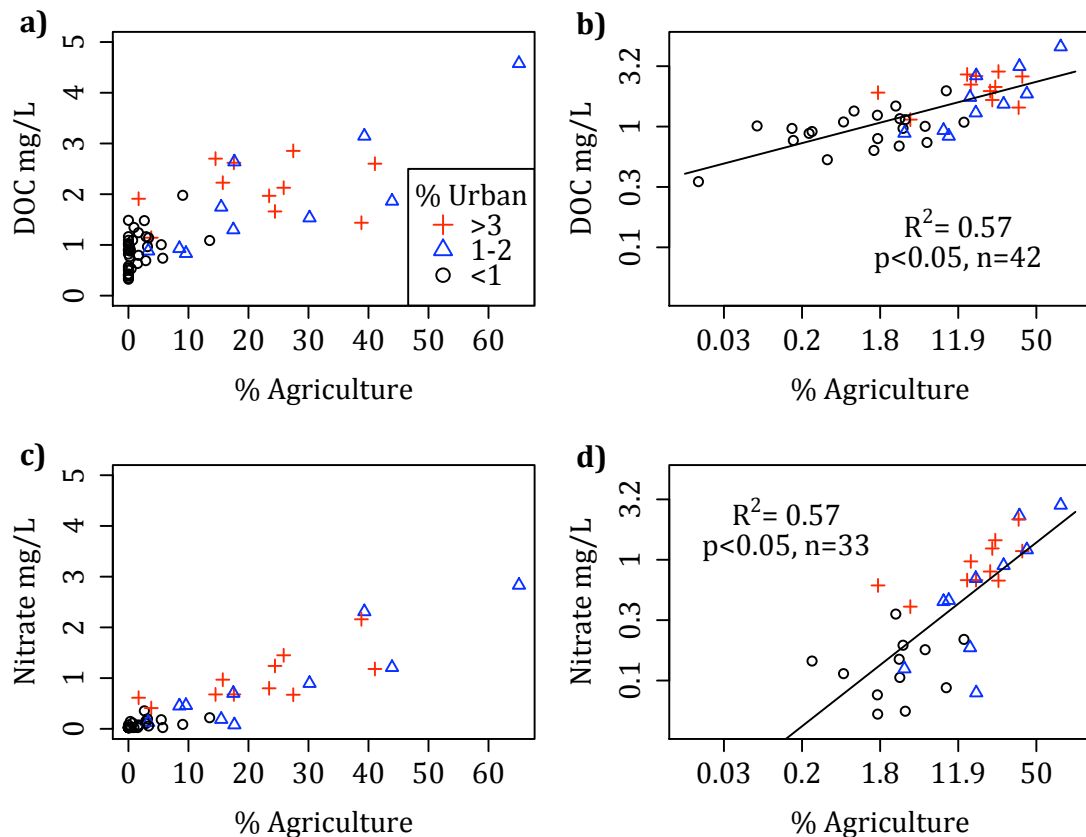 a)
5
4
3
2
1
0
DOC mg/L
0 10 20 30 40 50 60
% Agriculture
% Urban
>3
1-2
<1
b)
3.2
1
0.3
0.1
DOC mg/L
R²= 0.57
p<0.05, n=42
0.03 0.2 1.8 11.9 50
% Agriculture
c)
5
4
3
2
1
0
Nitrate mg/L
0 10 20 30 40 50 60
% Agriculture
d)
3.2
1
0.3
0.1
Nitrate mg/L
R²= 0.57
p<0.05, n=33
0.03 0.2 1.8 11.9 50
% Agriculture